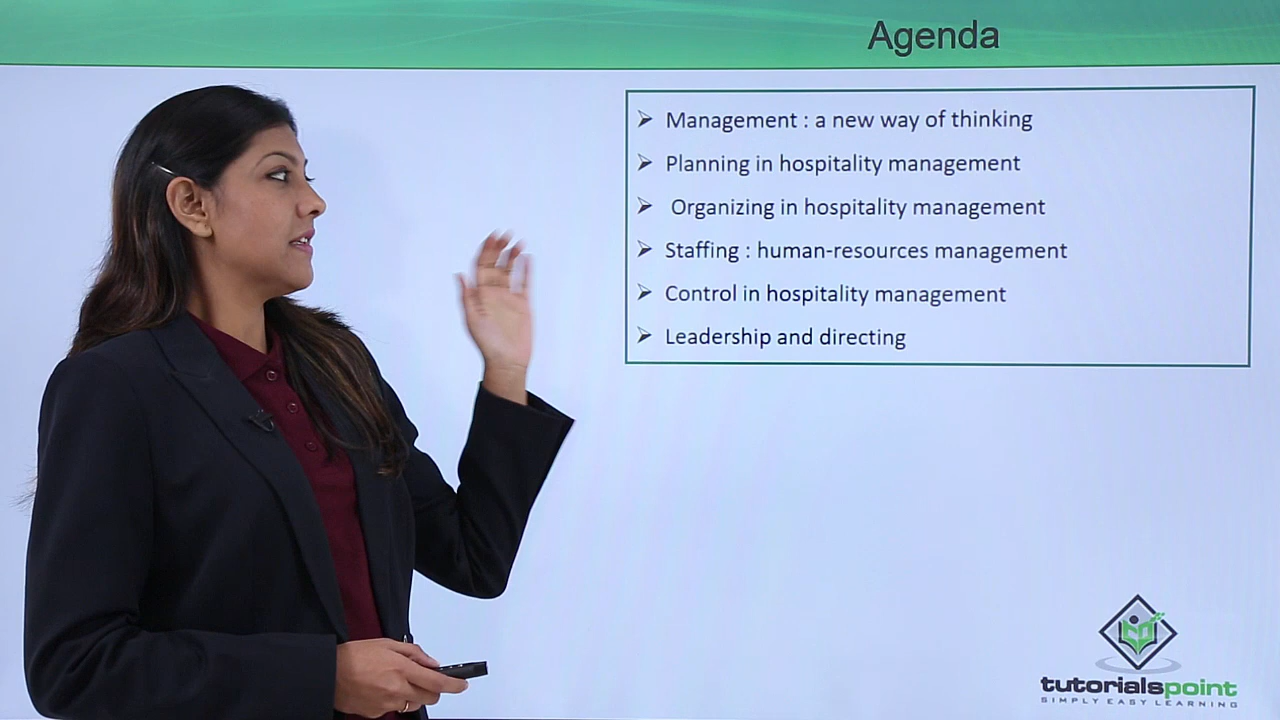 Agenda
➢ Management : a new way of thinking
➢ Planning in hospitality management
➢ Organizing in hospitality management
➢ Staffing : human-resources management
➢ Control in hospitality management
➢ Leadership and directing
tutorialspoint
SIMPLY EASY LEARNING